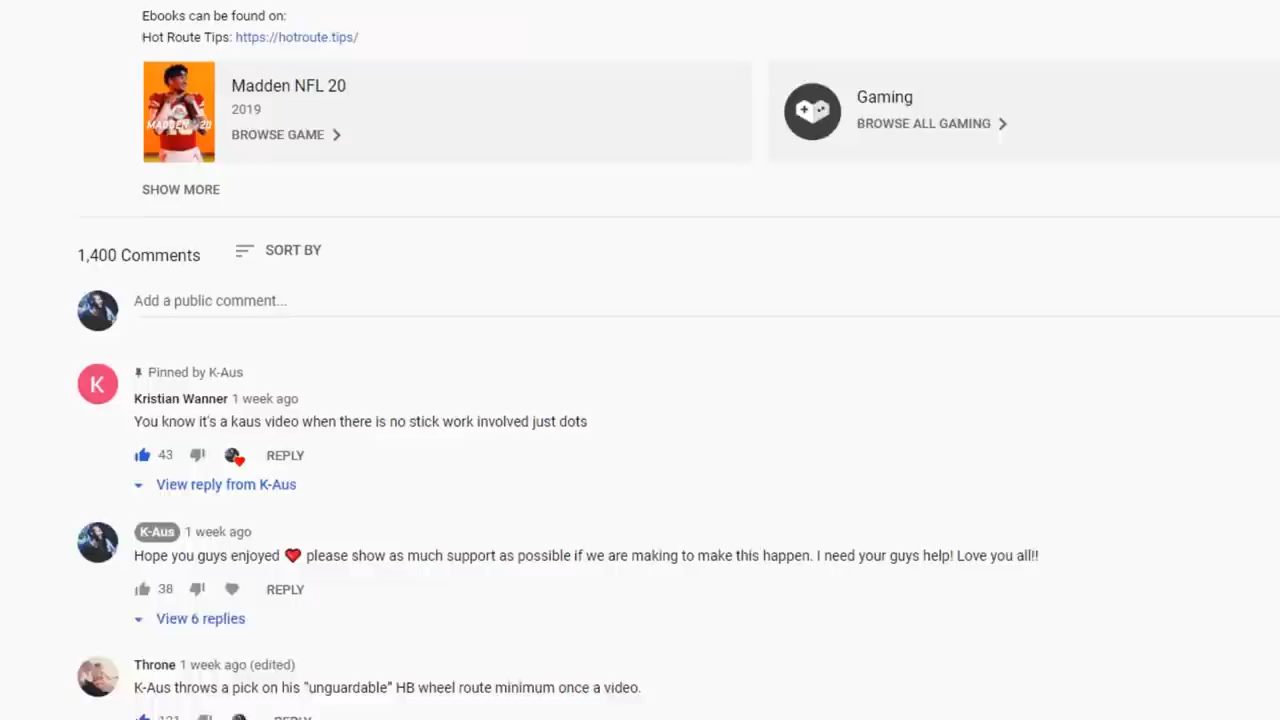 Ebooks can be found on:
Hot Route Tips: https://hotroute.tips/
MADDEN 20
Madden NFL 20
2019
BROWSE GAME
Gaming
BROWSE ALL GAMING
SHOW MORE
1,400 Comments
SORT BY
Add a public comment...
K
Pinned by K-Aus
Kristian Wanner 1 week ago
You know it's a kaus video when there is no stick work involved just dots
43 REPLY
View reply from K-Aus
K-Aus 1 week ago
Hope you guys enjoyed ❤️ please show as much support as possible if we are making to make this happen. I need your guys help! Love you all!!
38 REPLY
View 6 replies
Throne 1 week ago (edited)
K-Aus throws a pick on his "unguardable" HB wheel route minimum once a video.
REPLY